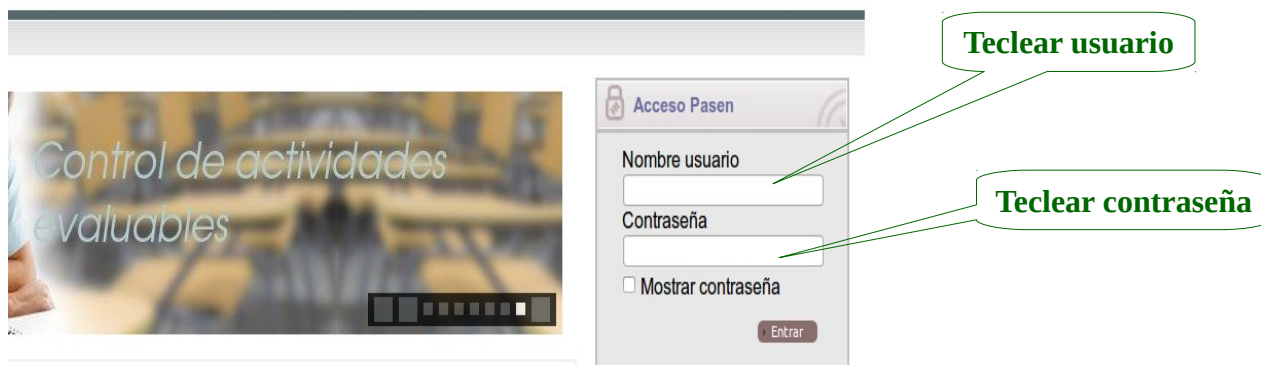 Teclear usuario
Acceso Pasen
Control de actividades
evaluables
Nombre usuario
Teclear contraseña
Contraseña
Mostrar contraseña
Entrar